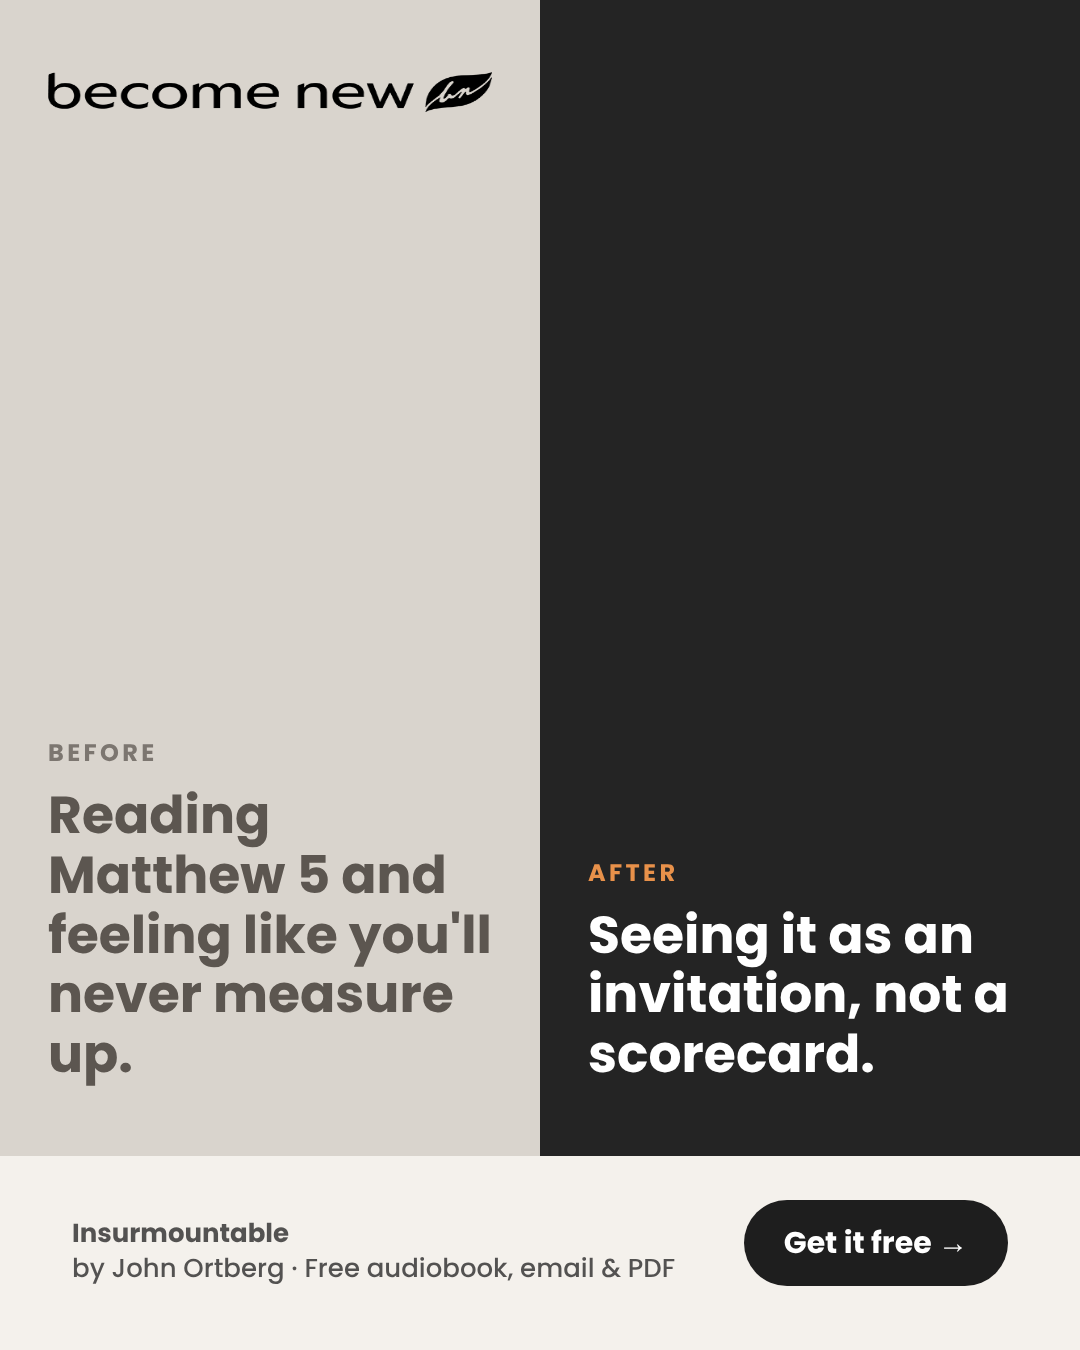 become new bn
BEFORE
Reading
Matthew 5 and
feeling like you'll
never measure
up.
AFTER
Seeing it as an
invitation, not a
scorecard.
Insurmountable
by John Ortberg · Free audiobook, email & PDF
Get it free →